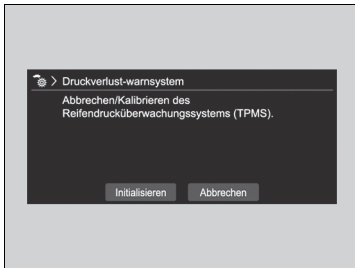 > Druckverlust-warnsystem
Abbrechen/Kalibrieren des
Reifendrucküberwachungssystems (TPMS).
Initialisieren Abbrechen